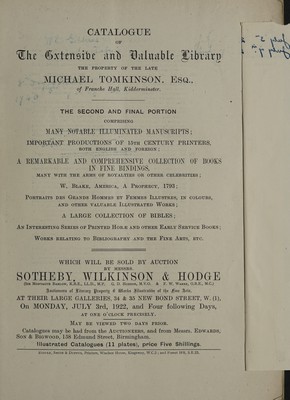 CATALOGUE
OF
The Extensive and Valuable Library
THE PROPERTY OF THE LATE
MICHAEL TOMKINSON, ESQ.,
of Franche Hall, Kidderminster.
THE SECOND AND FINAL PORTION
COMPRISING
MANY NOTABLE ILLUMINATED MANUSCRIPTS;
IMPORTANT PRODUCTIONS OF 15TH CENTURY PRINTERS,
BOTH ENGLISH AND FOREIGN;
A REMARKABLE AND COMPREHENSIVE COLLECTION OF BOOKS
IN FINE BINDINGS,
MANY WITH THE ARMS OF ROYALTIES OR OTHER CELEBRITIES;
W. BLAKE, AMERICA, A PROPHECY, 1793;
PORTRAITS DES GRANDS HOMMES ET FEMMES ILLUSTRES, IN COLOURS,
AND OTHER VALUABLE ILLUSTRATED WORKS;
A LARGE COLLECTION OF BIBLES;
AN INTERESTING SERIES OF PRINTED HORÆ AND OTHER EARLY SERVICE BOOKS;
WORKS RELATING TO BIBLIOGRAPHY AND THE FINE ARTS, ETC.
WHICH WILL BE SOLD BY AUCTION
BY MESSRS.
SOTHEBY, WILKINSON & HODGE
Auctioneers of Literary Property & Works Illustrative of the Fine Arts,
AT THEIR LARGE GALLERIES, 34 & 35 NEW BOND STREET, W. (1),
ON MONDAY, JULY 3RD, 1922, and Four following Days,
AT ONE O'CLOCK PRECISELY.
MAY BE VIEWED TWO DAYS PRIOR.
Catalogues may be had from the AUCTIONEERS, and from Messrs. EDWARDS,
SON & BIGWOOD, 158 Edmund Street, Birmingham.
Illustrated Catalogues (11 plates), price Five Shillings.